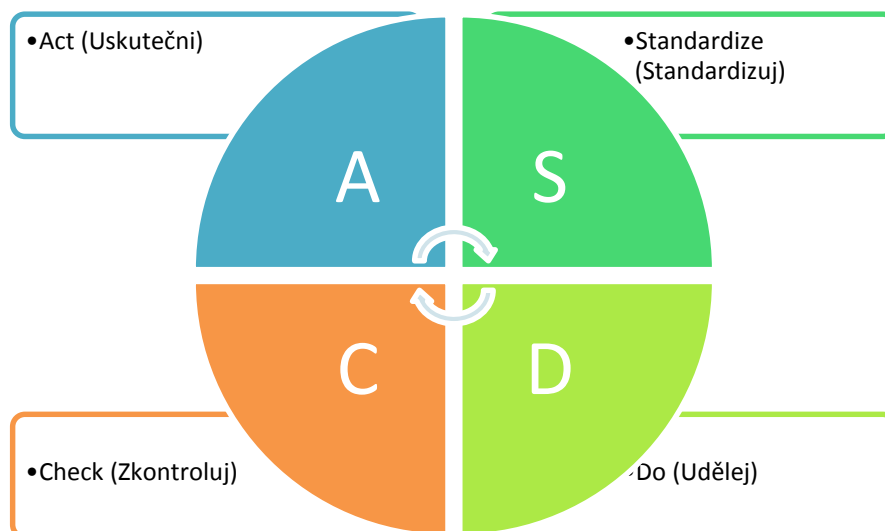 •Act (Uskutečni)
•Standardize
(Standardizuj)
A
S
C
D
•Check (Zkontroluj)
•Do (Udělej)